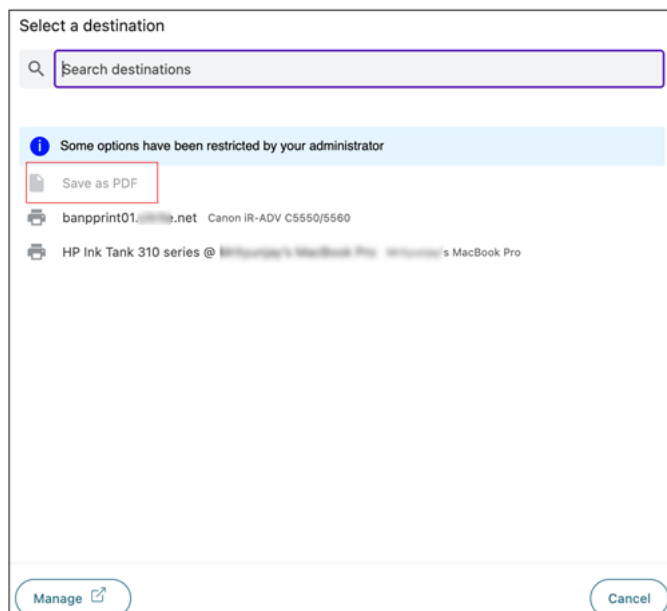 Select a destination
Search destinations
Some options have been restricted by your administrator
Save as PDF
banpprint01. .net Canon iR-ADV C5550/5560
HP Ink Tank 310 series @ 's MacBook Pro
Manage
Cancel